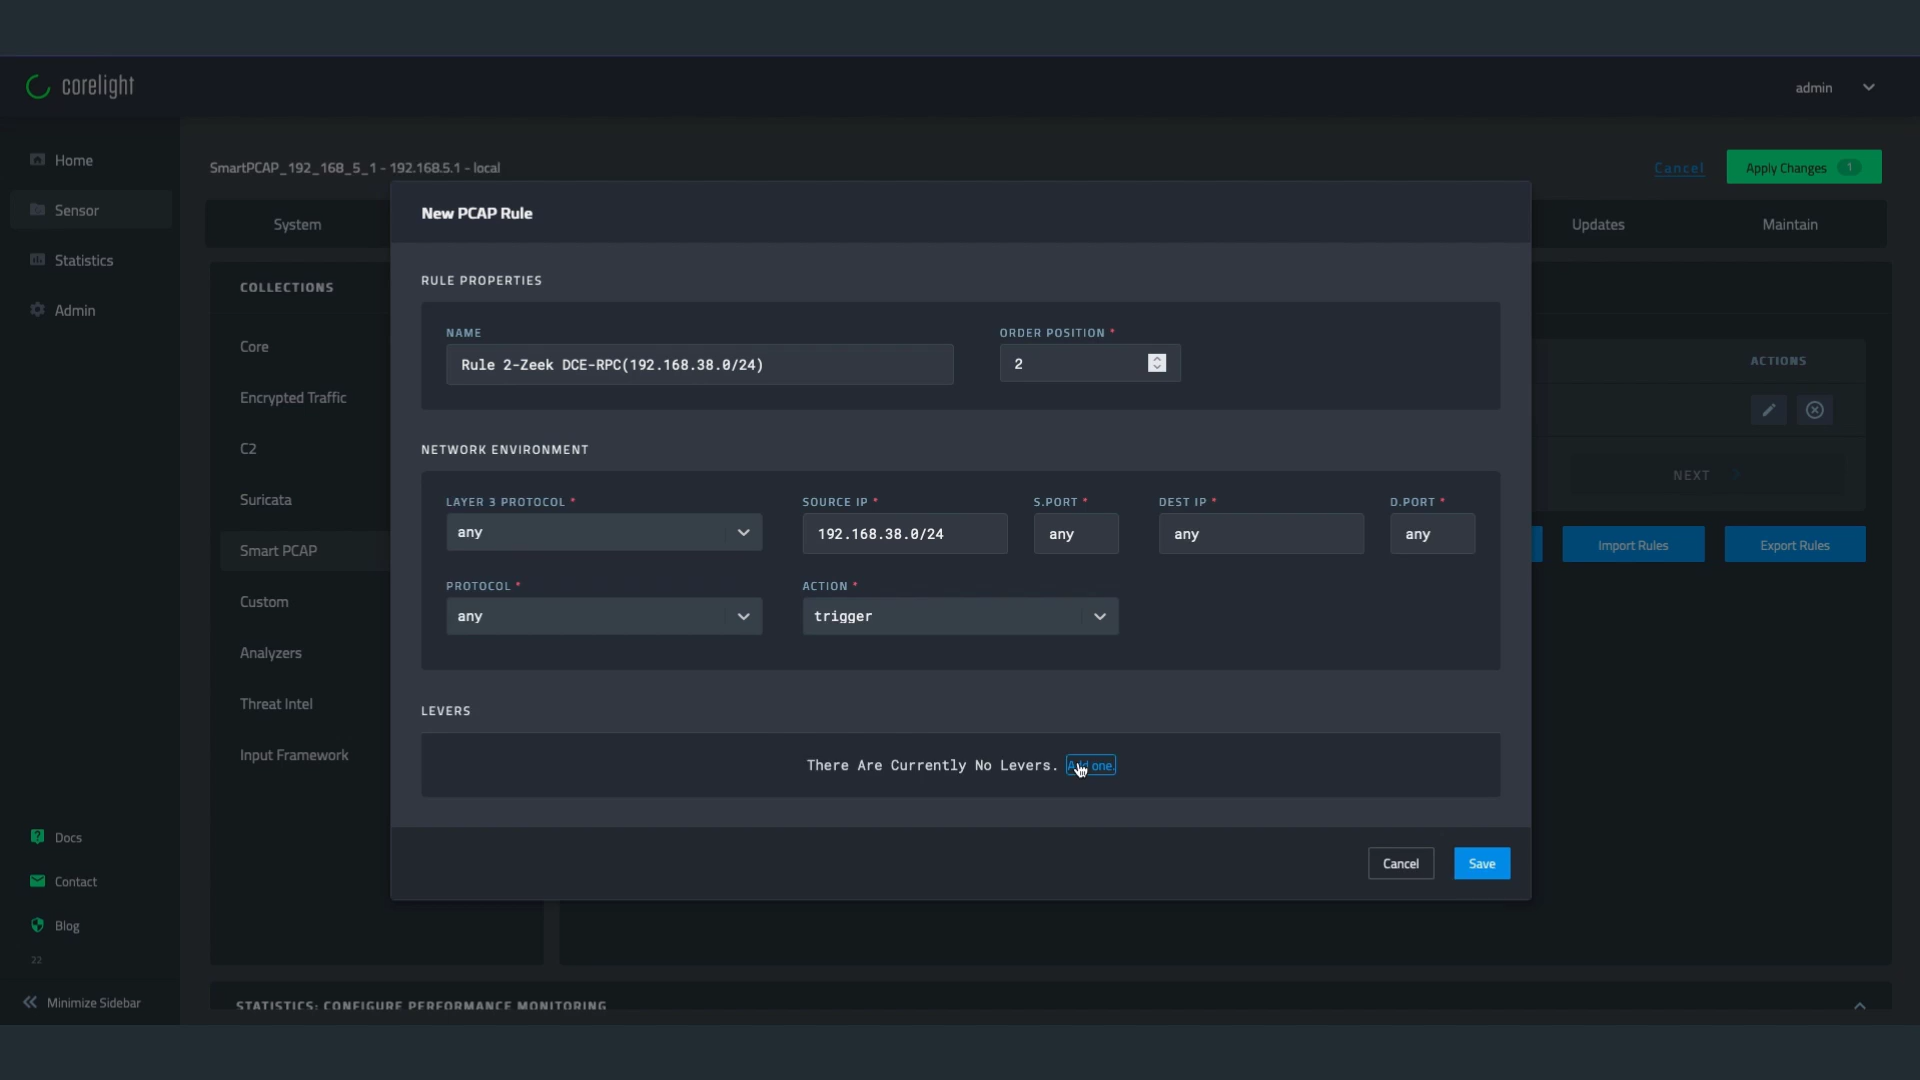 corelight
admin
Home
Sensor
Statistics
Admin
SmartPCAP_192_168_5_1 - 192.168.5.1 - local
Cancel
Apply Changes 1
System
Updates
Maintain
COLLECTIONS
Core
Encrypted Traffic
C2
Suricata
Smart PCAP
Custom
Analyzers
Threat Intel
Input Framework
New PCAP Rule
RULE PROPERTIES
NAME
ORDER POSITION *
Rule 2-Zeek DCE-RPC(192.168.38.0/24)
2
NETWORK ENVIRONMENT
LAYER 3 PROTOCOL *
SOURCE IP *
S.PORT *
DEST IP *
D.PORT *
any
192.168.38.0/24
any
any
any
PROTOCOL *
ACTION *
any
trigger
LEVERS
There Are Currently No Levers. Add one.
Cancel
Save
ACTIONS
NEXT
Import Rules
Export Rules
Docs
Contact
Blog
22
Minimize Sidebar
STATISTICS: CONFIGURE PERFORMANCE MONITORING